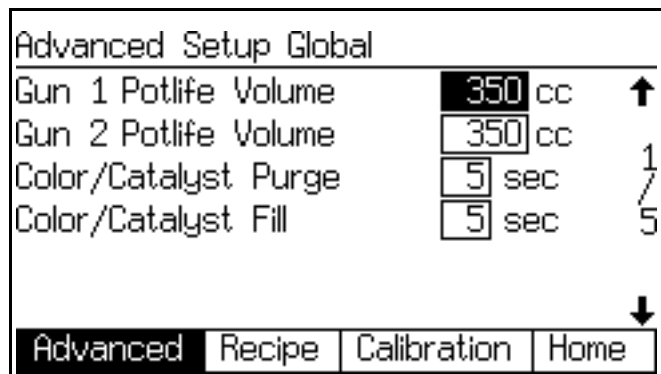 Advanced Setup Global
Gun 1 Potlife Volume 350 cc
Gun 2 Potlife Volume 350 cc
Color/Catalyst Purge 5 sec
Color/Catalyst Fill 5 sec
1/5
Advanced Recipe Calibration Home